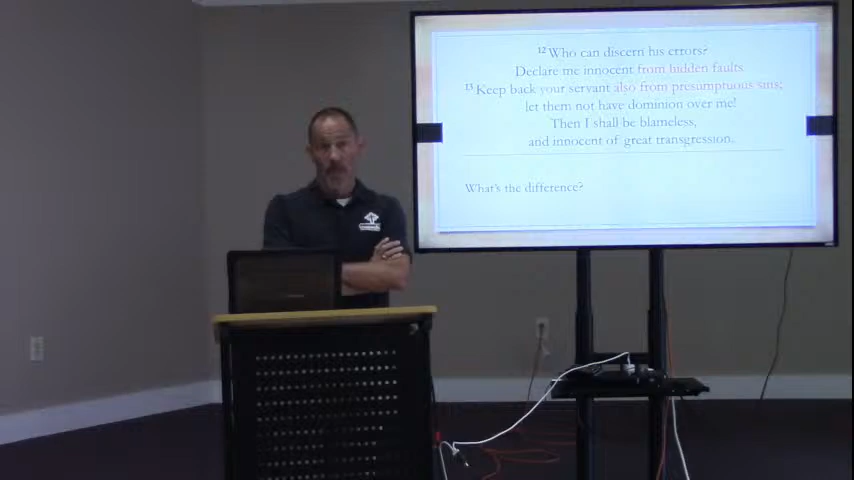 12 Who can discern his errors?
Declare me innocent from hidden faults
13 Keep back your servant also from presumptuous sins;
let them not have dominion over me!
Then I shall be blameless,
and innocent of great transgression.
What's the difference?